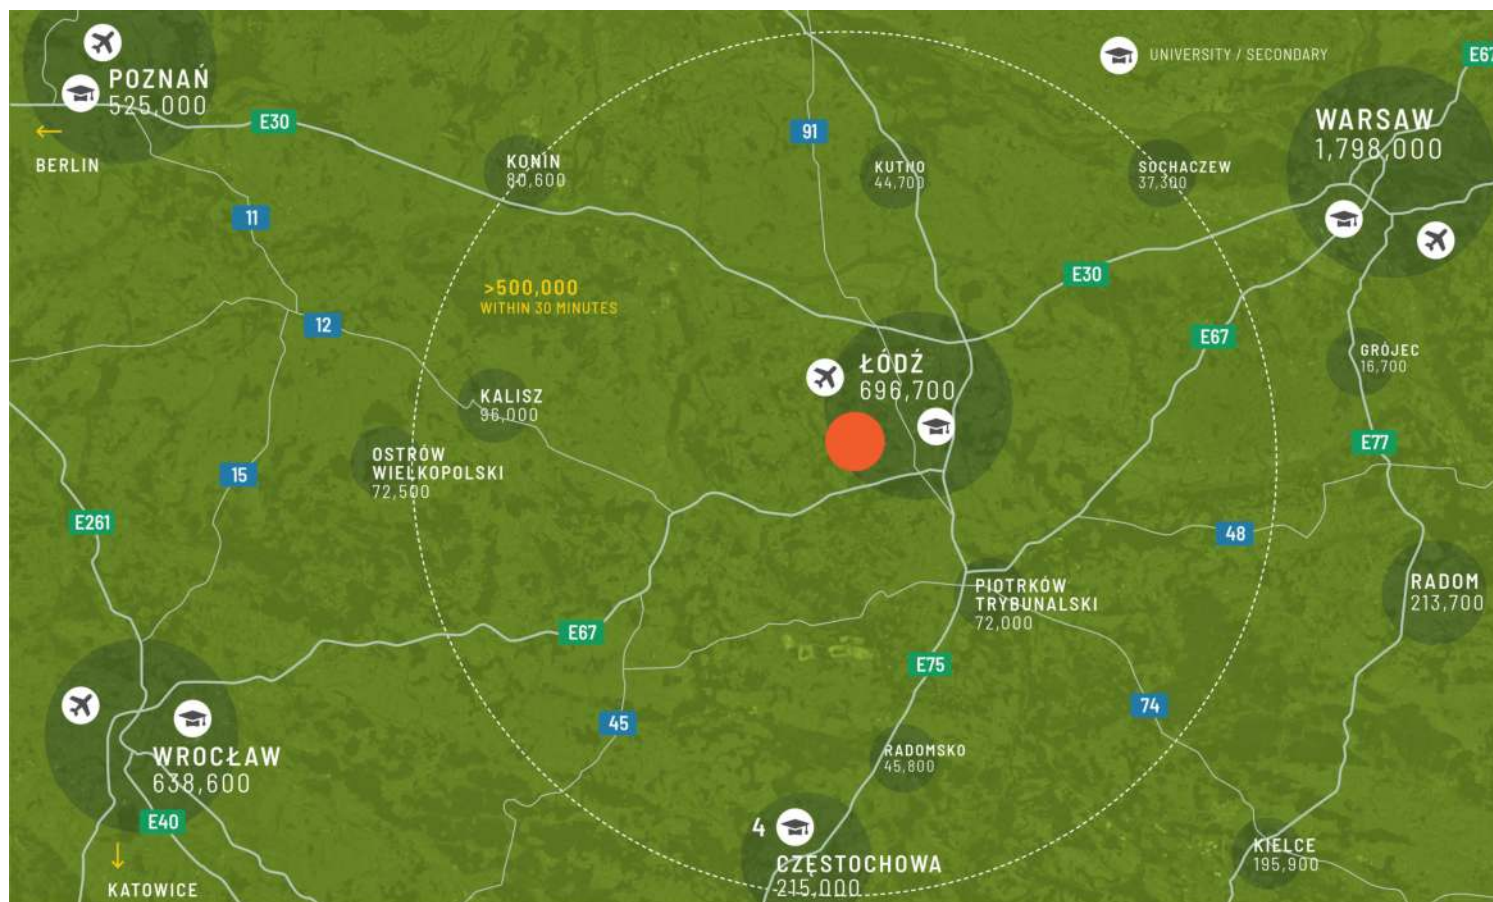 UNIVERSITY / SECONDARY
E67
POZNAŃ
525,000
E30
91
WARSAW
1,798,000
BERLIN
KONIN
80,600
KUTNO
44,700
SOCHACZEW
37,300
11
>500,000
WITHIN 30 MINUTES
E30
12
E67
ŁÓDŹ
696,700
GRÓJEC
16,700
KALISZ
96,000
OSTRÓW
WIELKOPOLSKI
72,500
15
E77
E261
48
PIOTRKÓW
TRYBUNALSKI
72,000
RADOM
213,700
E67
E75
45
74
WROCŁAW
638,600
RADOMSKO
45,800
E40
4
CZĘSTOCHOWA
215,000
KIELCE
195,900
KATOWICE